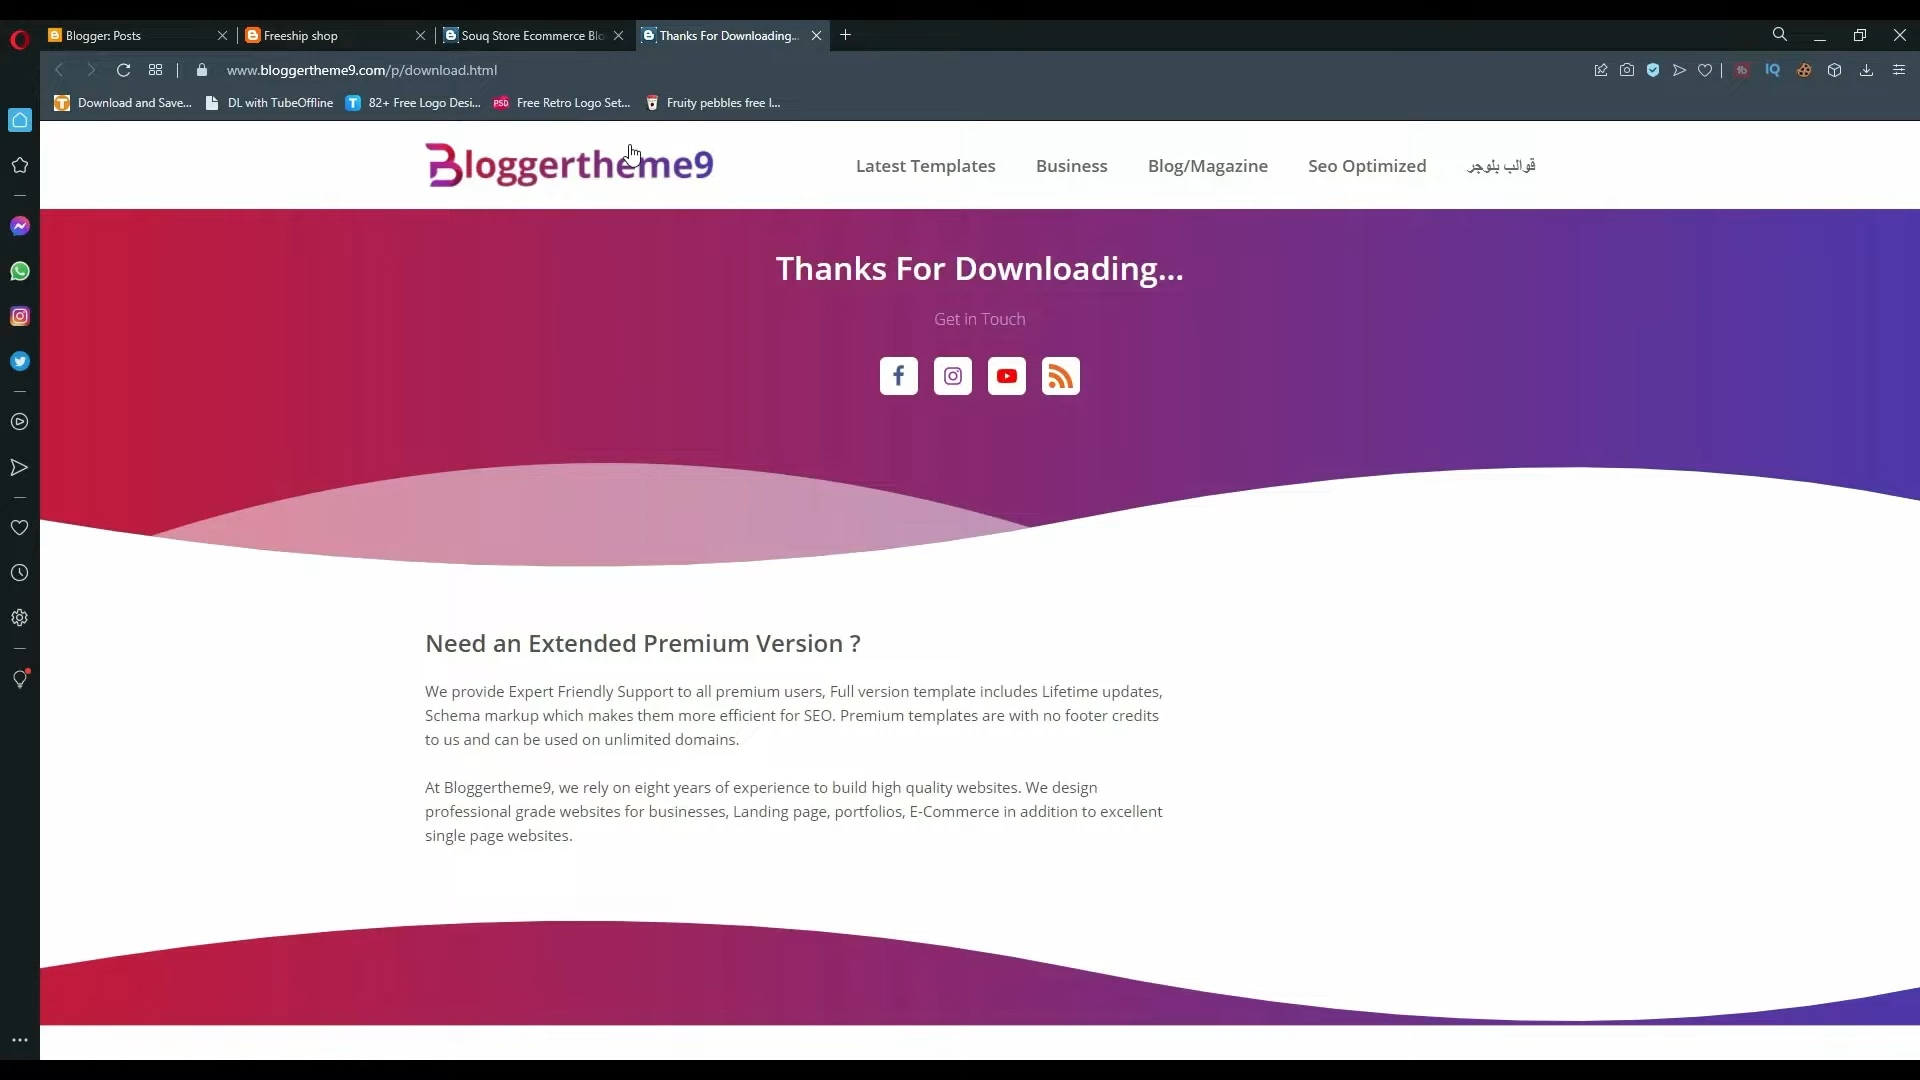 Blogger: Posts
Freeship shop
Souq Store Ecommerce Blo
Thanks For Downloading...
www.bloggertheme9.com/p/download.html
Download and Save...
DL with TubeOffline
82+ Free Logo Desi...
Free Retro Logo Set...
Fruity pebbles free l...
IQ
Bloggertheme9
Latest Templates
Business
Blog/Magazine
Seo Optimized
قوالب بلوجر
Thanks For Downloading...
Get in Touch
Need an Extended Premium Version ?
We provide Expert Friendly Support to all premium users, Full version template includes Lifetime updates,
Schema markup which makes them more efficient for SEO. Premium templates are with no footer credits
to us and can be used on unlimited domains.
At Bloggertheme9, we rely on eight years of experience to build high quality websites. We design
professional grade websites for businesses, Landing page, portfolios, E-Commerce in addition to excellent
single page websites.